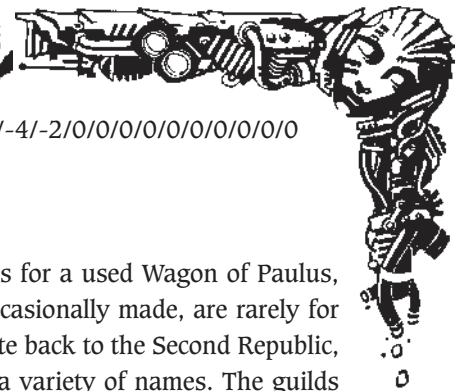 /-4/-2/0/0/0/0/0/0/0/0/0/0/0
s for a used Wagon of Paulus,
casionally made, are rarely for
te back to the Second Republic,
a variety of names. The guilds